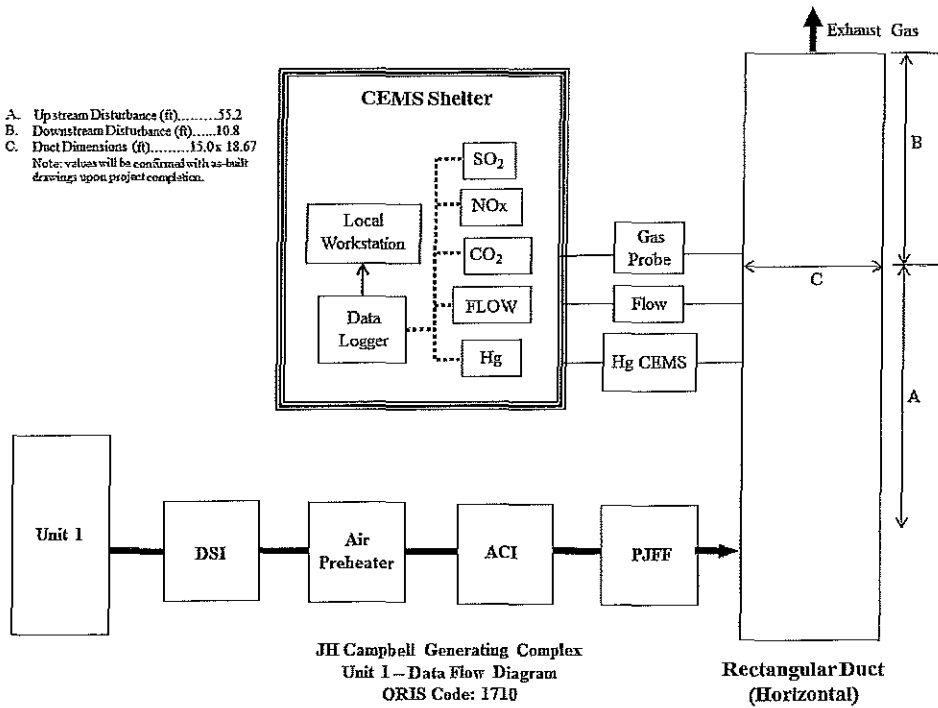 Exhaust Gas
A. Upstream Disturbance (ft).........55.2
B. Downstream Disturbance (ft)......10.8
C. Duct Dimensions (ft).........15.0 x 18.67
Note: values will be confirmed with as-built
drawings upon project completion.
CEMS Shelter
SO2
NOx
CO2
FLOW
Hg
Local
Workstation
Data
Logger
Gas
Probe
Flow
Hg CEMS
B
C
A
Unit 1
DSI
Air
Preheater
ACI
PJFF
JH Campbell Generating Complex
Unit 1 – Data Flow Diagram
ORIS Code: 1710
Rectangular Duct
(Horizontal)